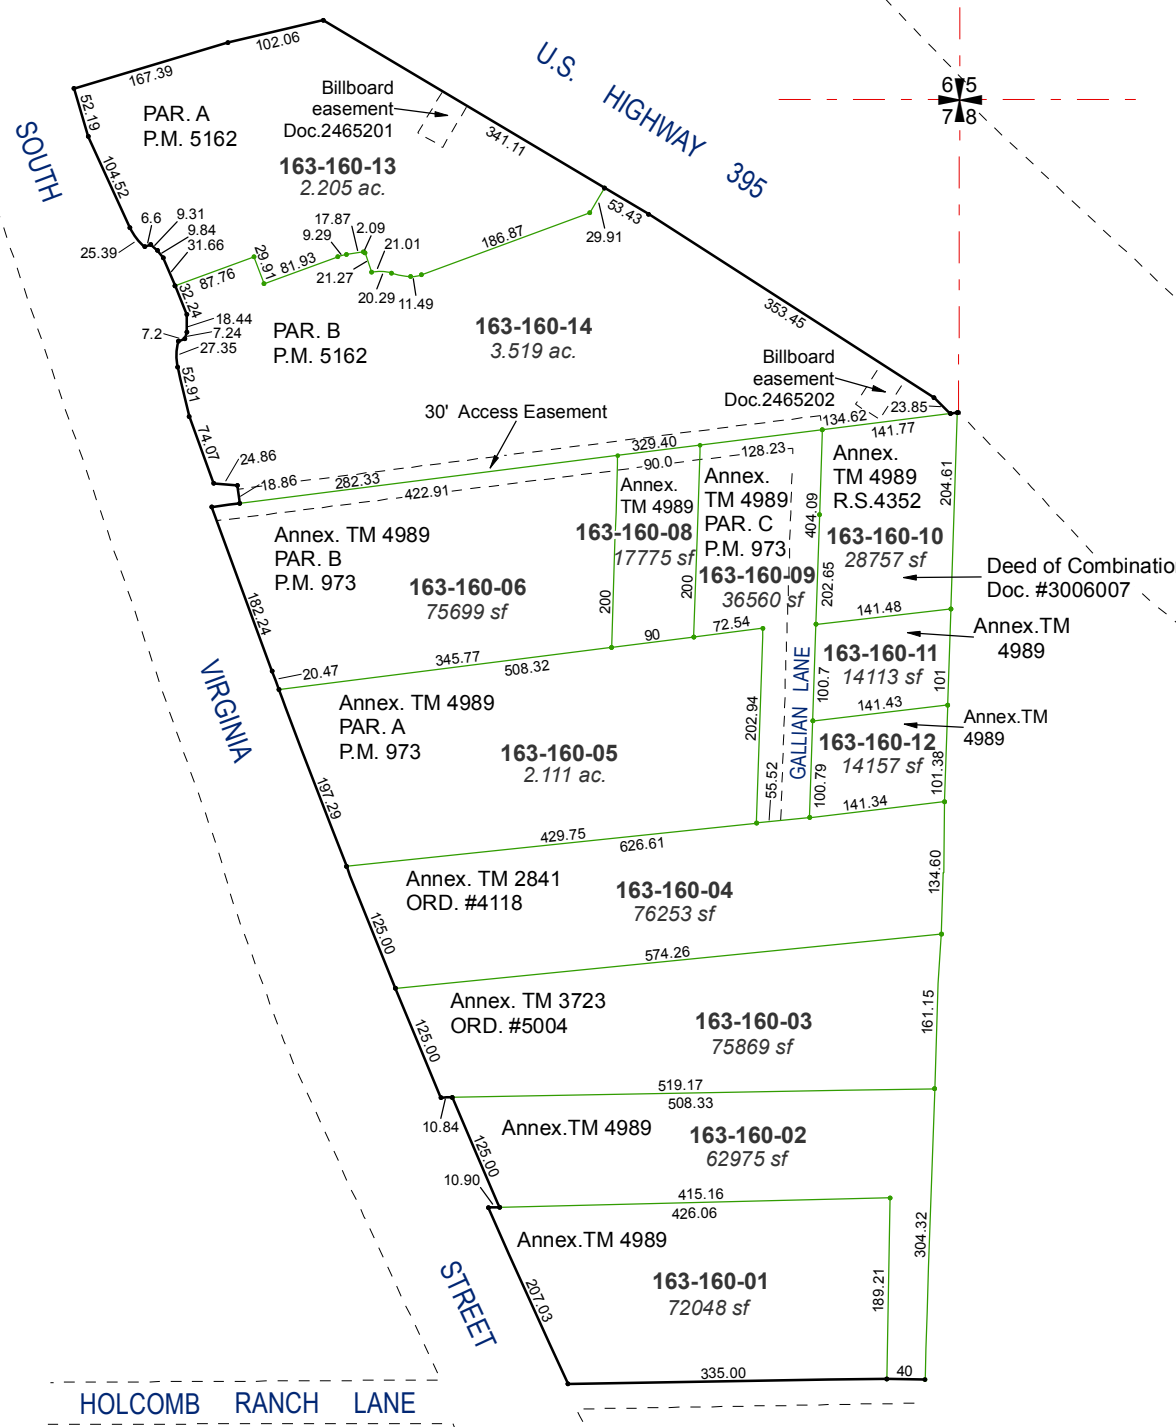 102.06
167.39
U.S. HIGHWAY 395
6 5
7 8
Billboard
easement
Doc.2465201
52.19
PAR. A
P.M. 5162
341.11
SOUTH
163-160-13
2.205 ac.
104.52
53.43
29.91
6.6
9.31
9.84
31.66
25.39
17.87
9.29
2.09
21.01
186.87
87.76
29.91
81.93
21.27
20.29
11.49
32.24
18.44
7.24
7.2
27.35
353.45
PAR. B
P.M. 5162
163-160-14
3.519 ac.
52.91
Billboard
easement
Doc.2465202
23.85
74.07
30' Access Easement
134.62
141.77
24.86
18.86
282.33
329.40
128.23
90.0
422.91
Annex.
TM 4989
R.S.4352
204.61
Annex.
TM 4989
Annex.
TM 4989
PAR. C
P.M. 973
404.09
163-160-08
17775 sf
163-160-10
28757 sf
Annex. TM 4989
PAR. B
P.M. 973
163-160-06
75699 sf
163-160-09
36560 sf
Deed of Combinatio
Doc. #3006007
200
200
202.65
182.24
141.48
Annex.TM
4989
90
72.54
345.77
508.32
20.47
163-160-11
14113 sf
100.7
101
VIRGINIA
GALLIAN LANE
Annex. TM 4989
PAR. A
P.M. 973
202.94
141.43
Annex.TM
4989
163-160-05
2.111 ac.
163-160-12
14157 sf
55.52
100.79
101.38
197.29
141.34
429.75
626.61
134.60
Annex. TM 2841
ORD. #4118
163-160-04
76253 sf
125.00
574.26
Annex. TM 3723
ORD. #5004
163-160-03
75869 sf
161.15
125.00
519.17
508.33
10.84
Annex.TM 4989
163-160-02
62975 sf
125.00
10.90
415.16
426.06
304.32
Annex.TM 4989
163-160-01
72048 sf
189.21
207.03
STREET
335.00
40
HOLCOMB RANCH LANE